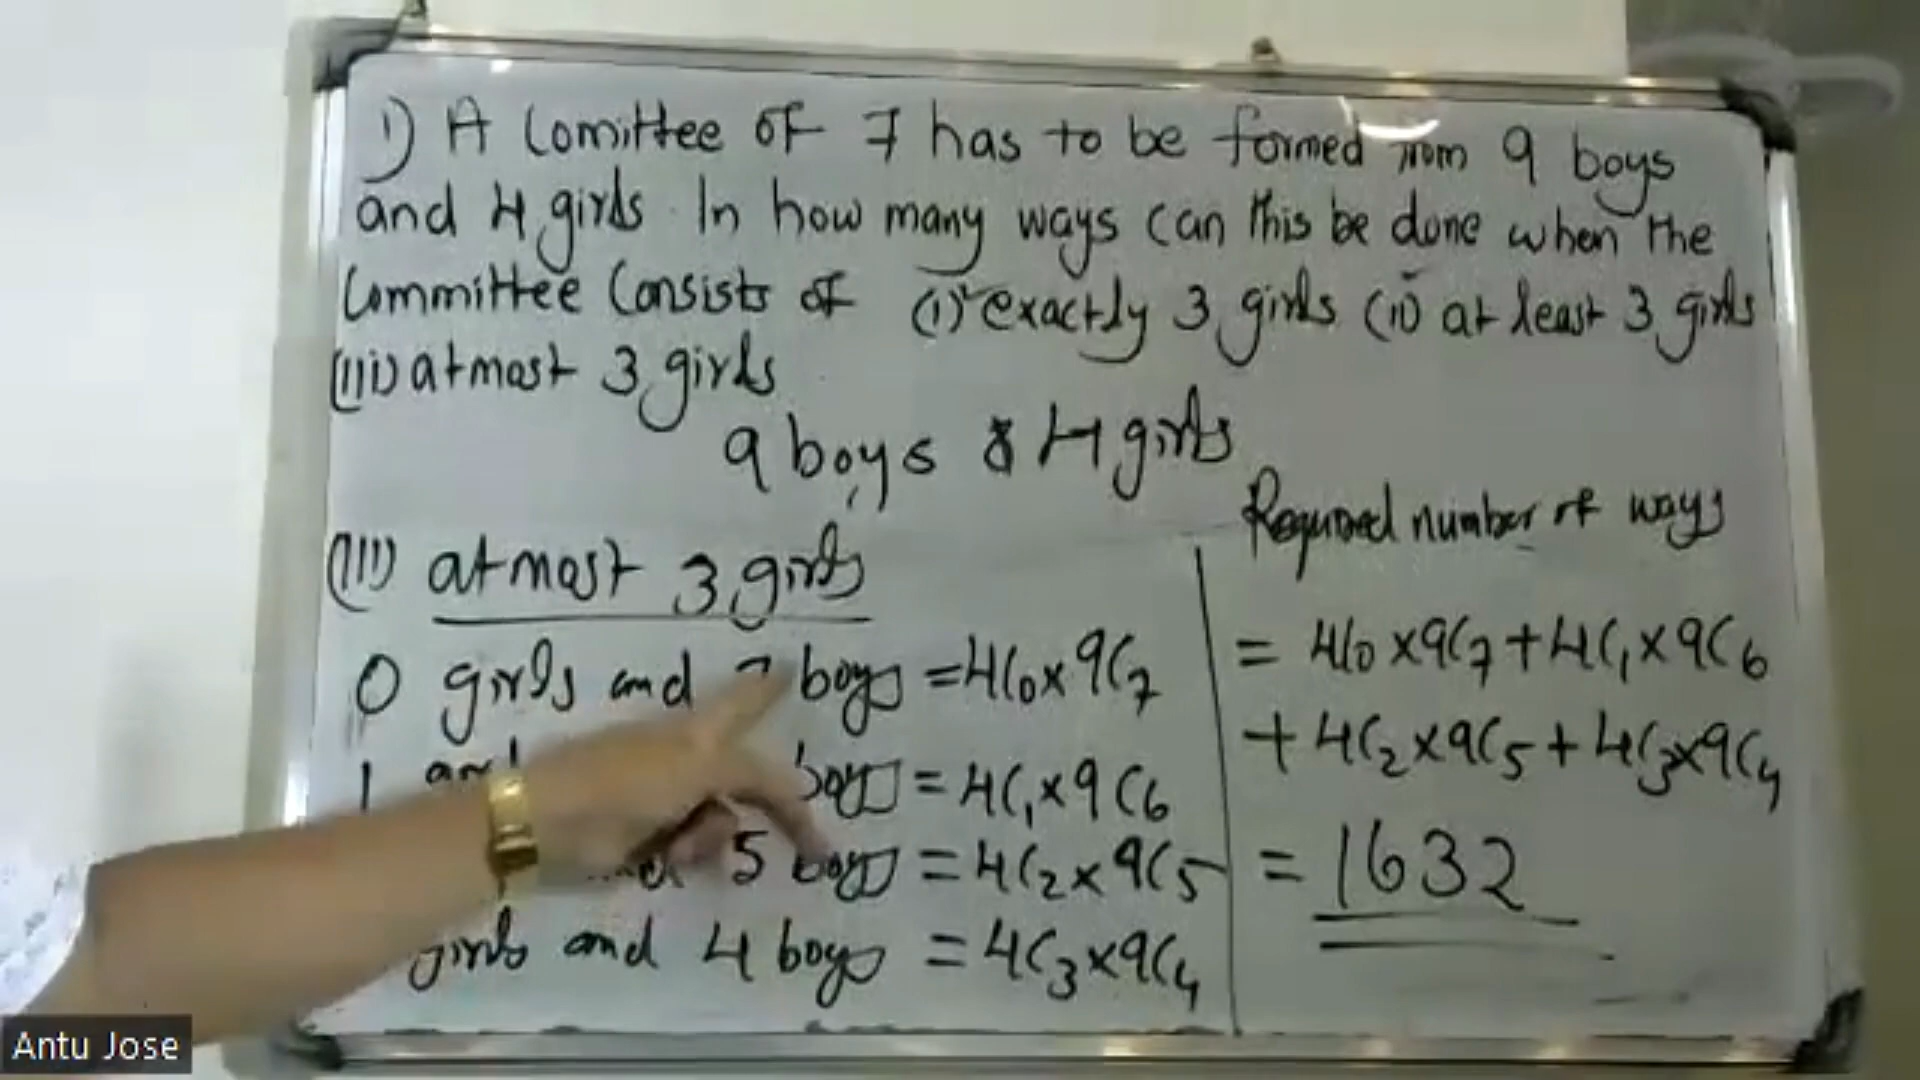 1) A Comittee of 7 has to be formed from 9 boys
and 4 girls. In how many ways can this be done when the
Committee Consists of (i) exactly 3 girls (ii) at least 3 girls
(iii) atmost 3 girls
9 boys & 4 girls
(III) atmost 3 girls
0 girls and 7 boys = 4C0 x 9C7
1 boys = 4C1 x 9C6
5 boys = 4C2 x 9C5
girls and 4 boys = 4C3 x 9C4
Required number of ways
= 4C0 x 9C7 + 4C1 x 9C6
+ 4C2 x 9C5 + 4C3 x 9C4
= 1632
Antu Jose